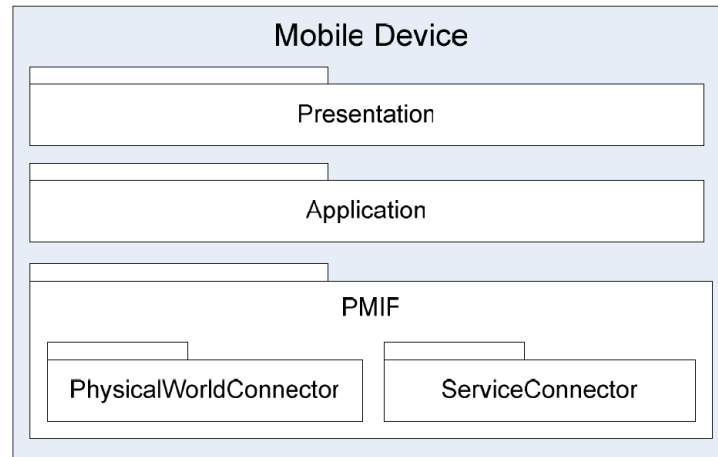 Mobile Device
Presentation
Application
PMIF
PhysicalWorldConnector
ServiceConnector